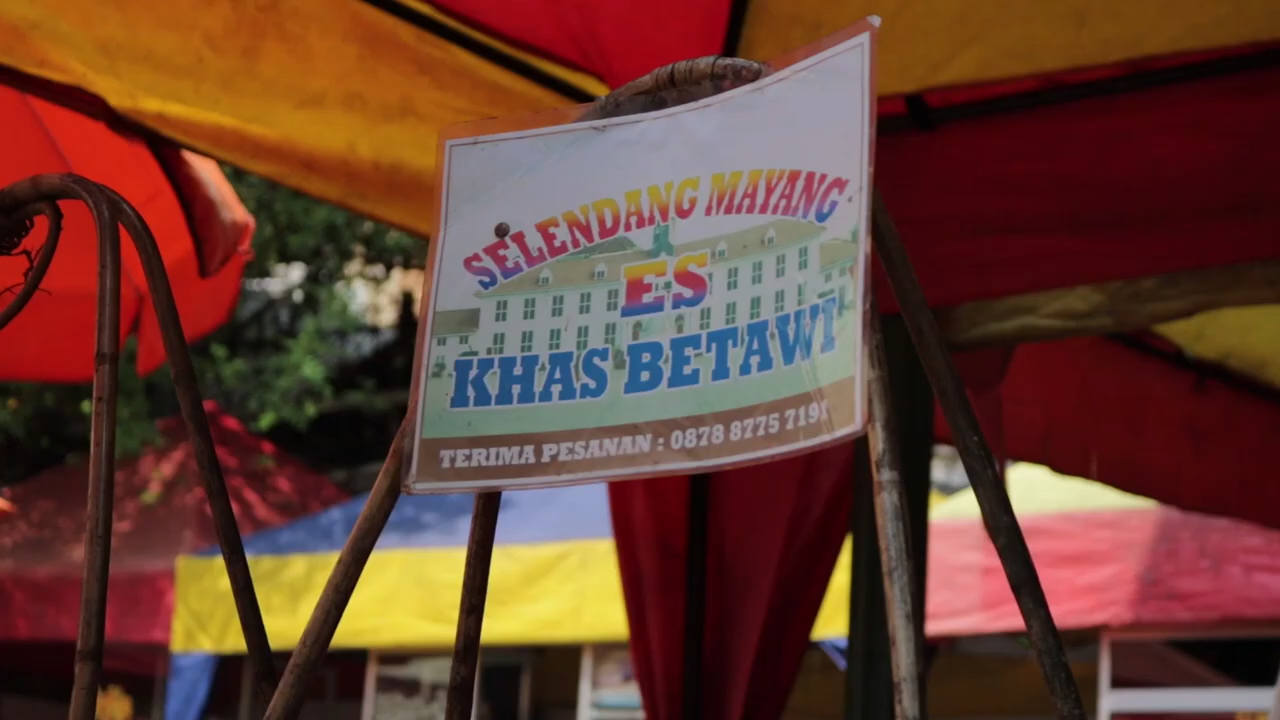 SELENDANG MAYANG
ES
KHAS BETAWI
TERIMA PESANAN : 0878 8775 7191